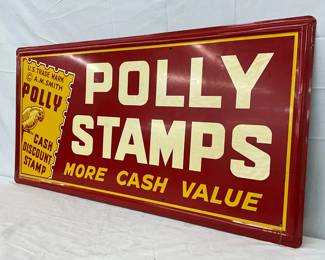 U.S. TRADE MARK
© A.M. SMITH
POLLY
CASH
DISCOUNT
STAMP
POLLY
STAMPS
MORE CASH VALUE